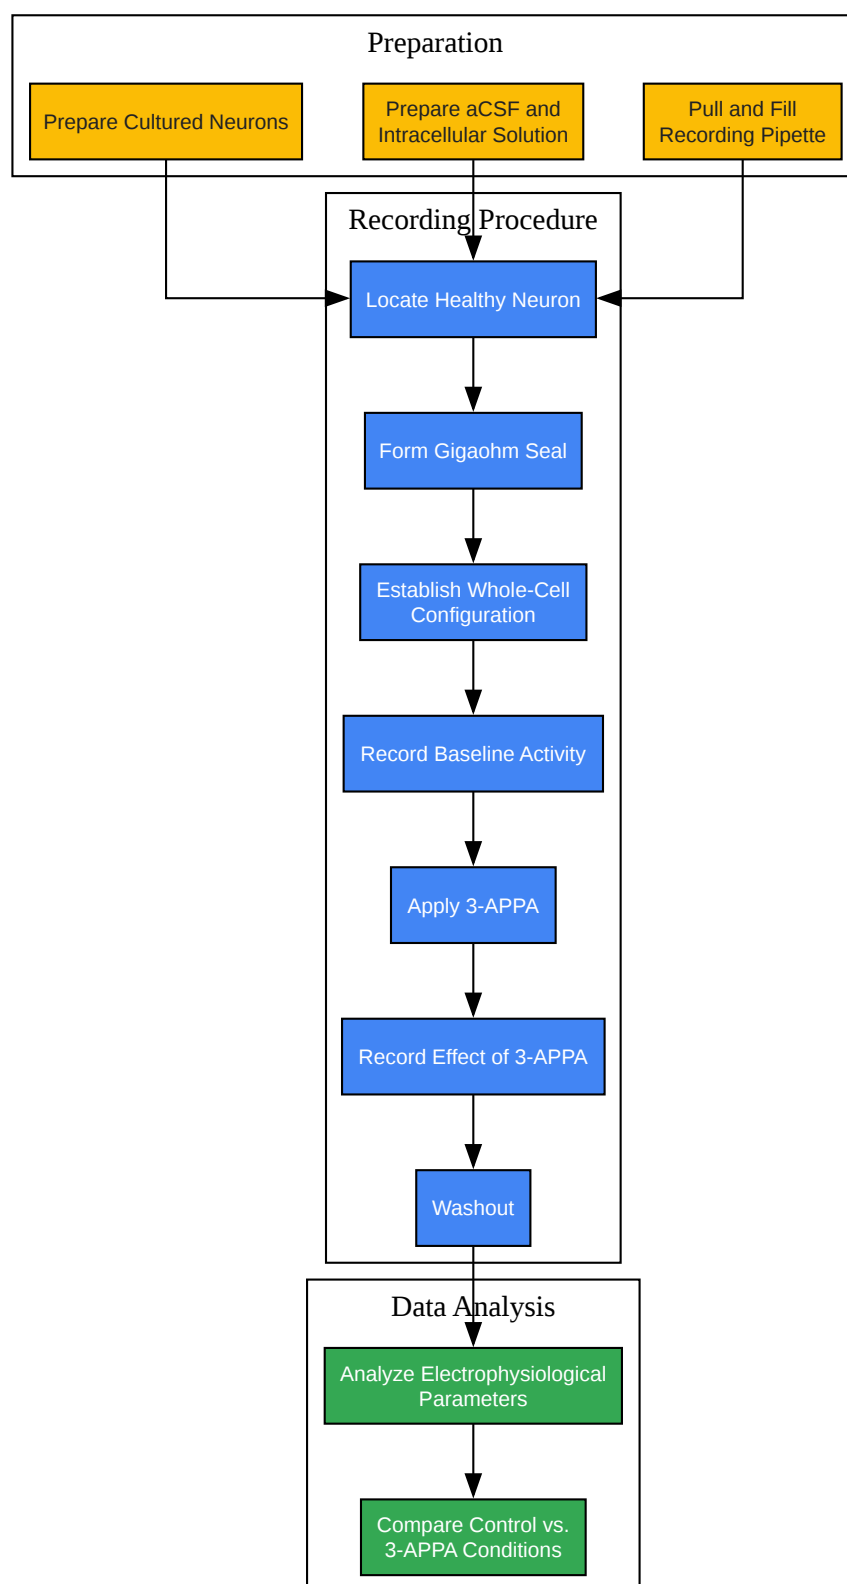 Preparation
Prepare Cultured Neurons
Prepare aCSF and
Intracellular Solution
Pull and Fill
Recording Pipette
Recording Procedure
Locate Healthy Neuron
Form Gigaohm Seal
Establish Whole-Cell
Configuration
Record Baseline Activity
Apply 3-APPA
Record Effect of 3-APPA
Washout
Data Analysis
Analyze Electrophysiological
Parameters
Compare Control vs.
3-APPA Conditions